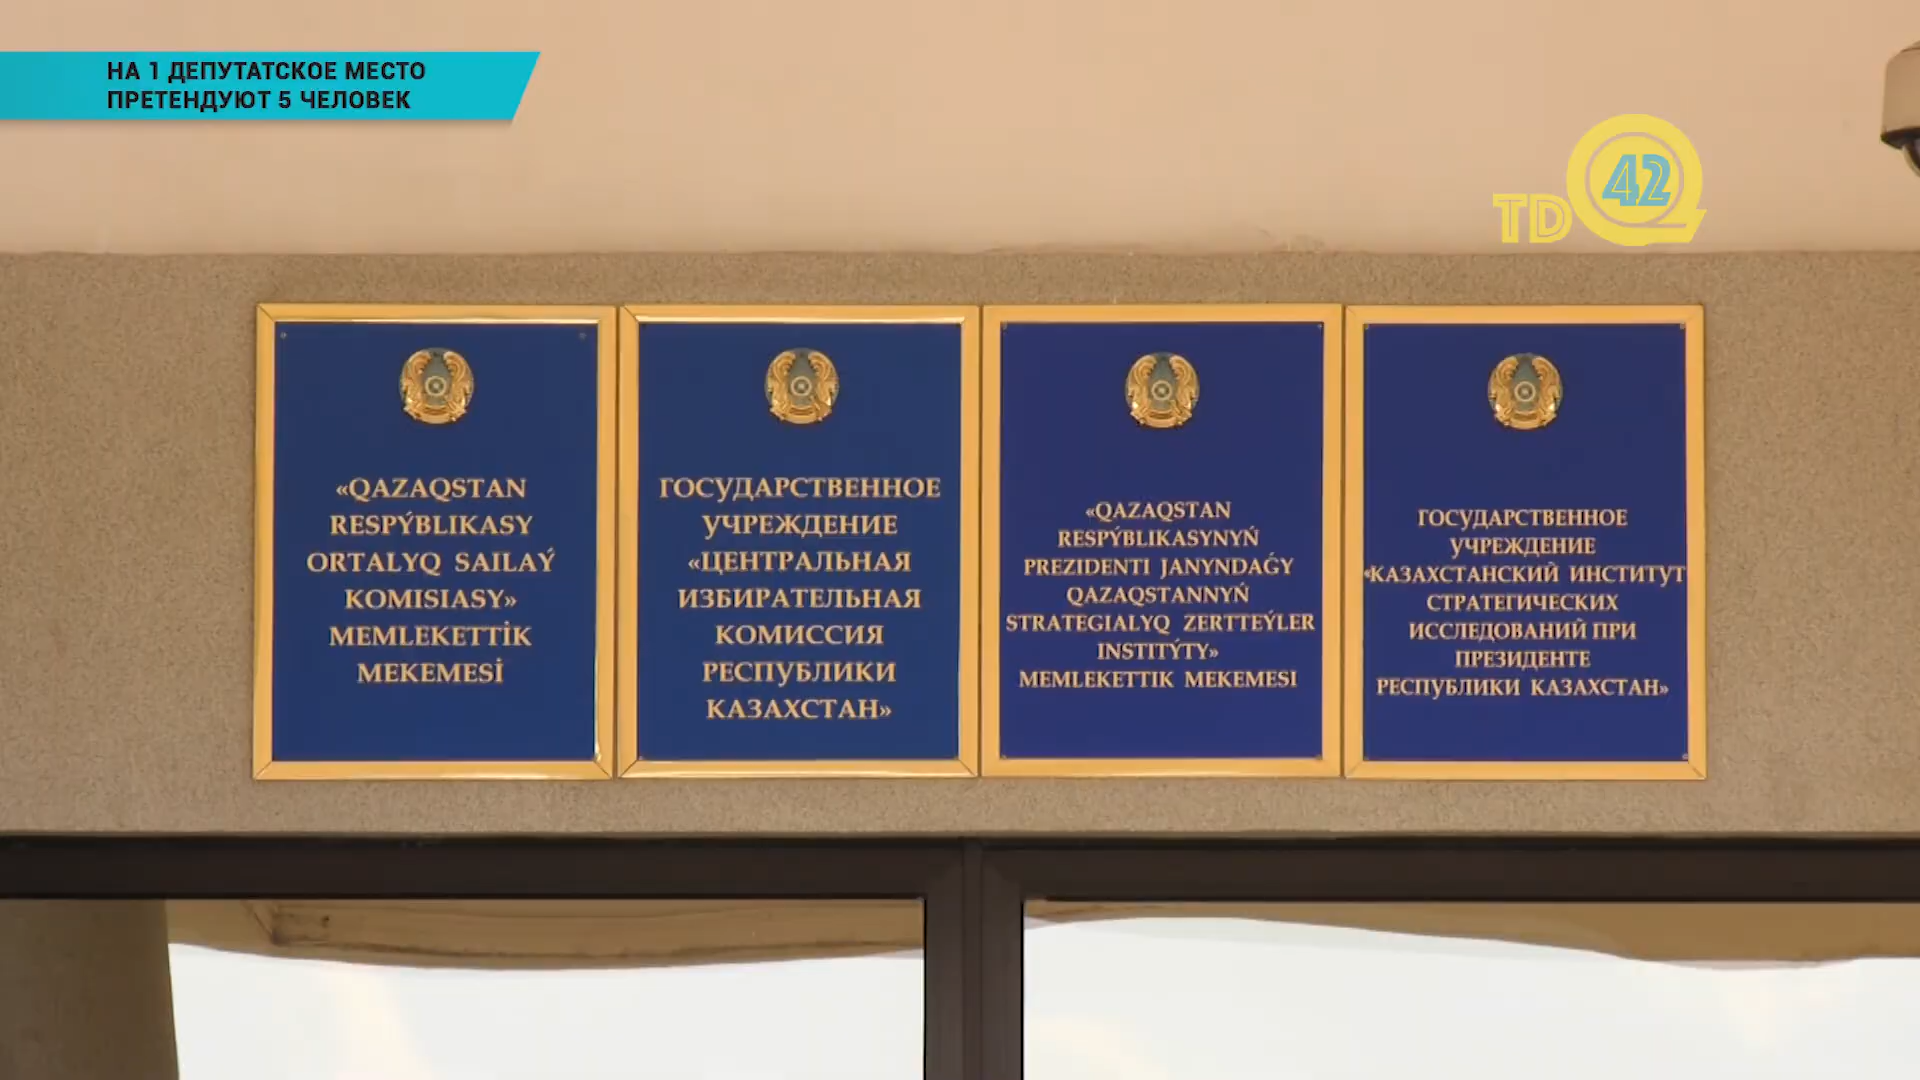 НА 1 ДЕПУТАТСКОЕ МЕСТО
ПРЕТЕНДУЮТ 5 ЧЕЛОВЕК
TDQ
42
«QAZAQSTAN
RESPÝBLIKASY
ORTALYQ SAILAÝ
KOMISIASY»
MEMLEKETTİK
MEKEMESİ
ГОСУДАРСТВЕННОЕ
УЧРЕЖДЕНИЕ
«ЦЕНТРАЛЬНАЯ
ИЗБИРАТЕЛЬНАЯ
КОМИССИЯ
РЕСПУБЛИКИ
КАЗАХСТАН»
«QAZAQSTAN
RESPÝBLIKASYNYŃ
PREZIDENTI JANYNDAǴY
QAZAQSTANNYŃ
STRATEGIALYQ ZERTTEÝLER
INSTITÝTY»
MEMLEKETTIK MEKEMESI
ГОСУДАРСТВЕННОЕ
УЧРЕЖДЕНИЕ
«КАЗАХСТАНСКИЙ ИНСТИТУТ
СТРАТЕГИЧЕСКИХ
ИССЛЕДОВАНИЙ ПРИ
ПРЕЗИДЕНТЕ
РЕСПУБЛИКИ КАЗАХСТАН»